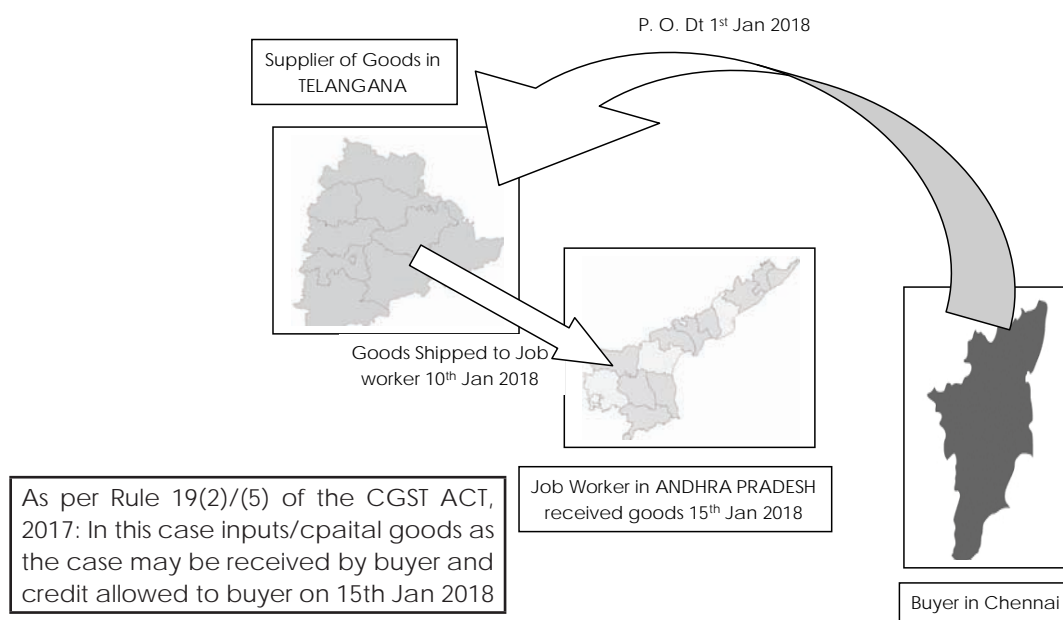 P. O. Dt 1st Jan 2018
Supplier of Goods in
TELANGANA
Goods Shipped to Job
worker 10th Jan 2018
Job Worker in ANDHRA PRADESH
received goods 15th Jan 2018
As per Rule 19(2)/(5) of the CGST ACT,
2017: In this case inputs/cpaital goods as
the case may be received by buyer and
credit allowed to buyer on 15th Jan 2018
Buyer in Chennai